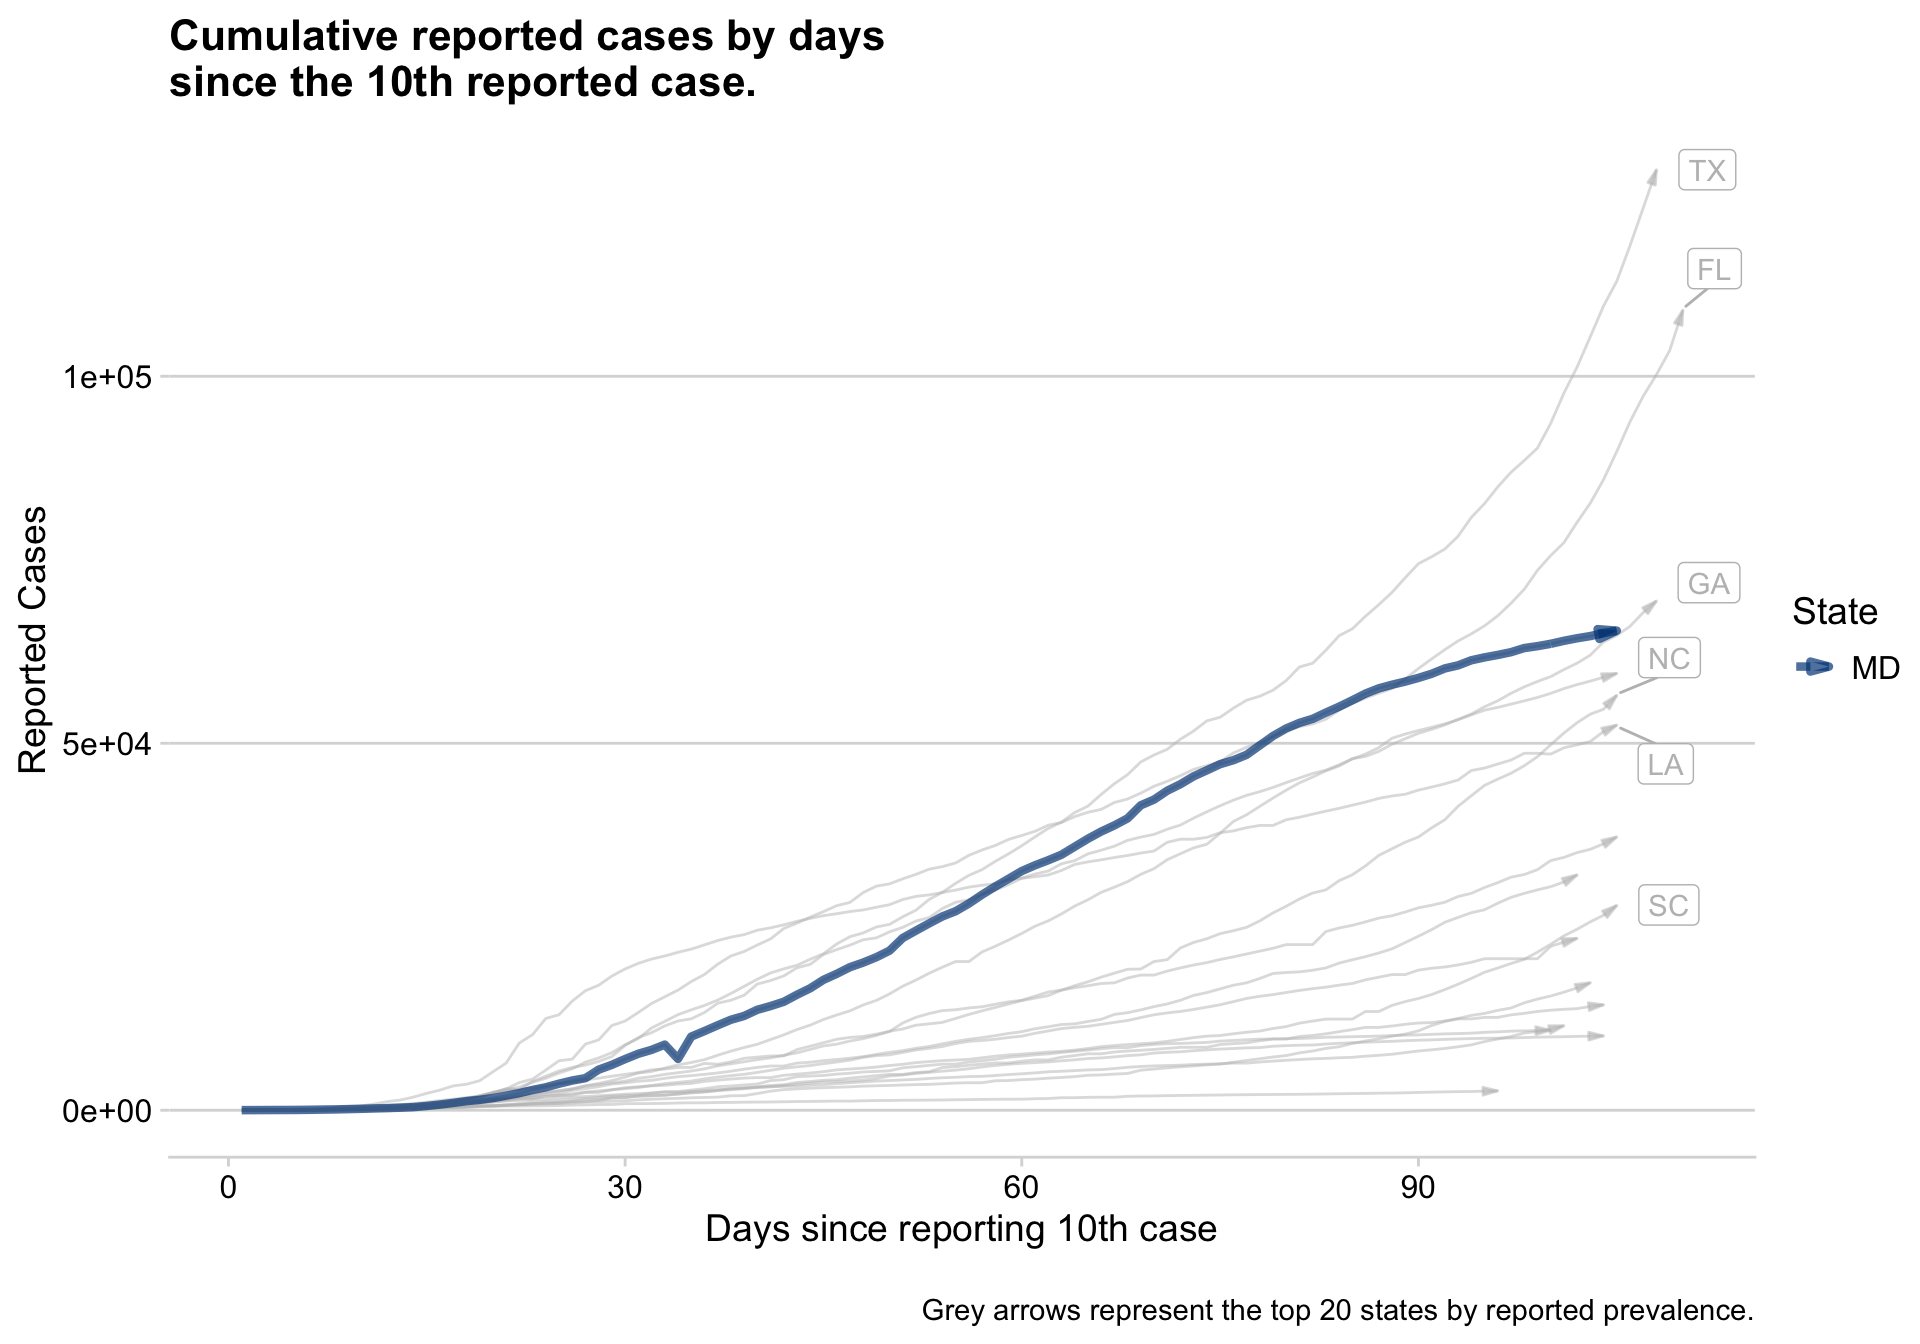 Cumulative reported cases by days
since the 10th reported case.
TX
FL
1e+05
GA
State
NC
MD
Reported Cases
5e+04
LA
SC
0e+00
0 30 60 90
Days since reporting 10th case
Grey arrows represent the top 20 states by reported prevalence.